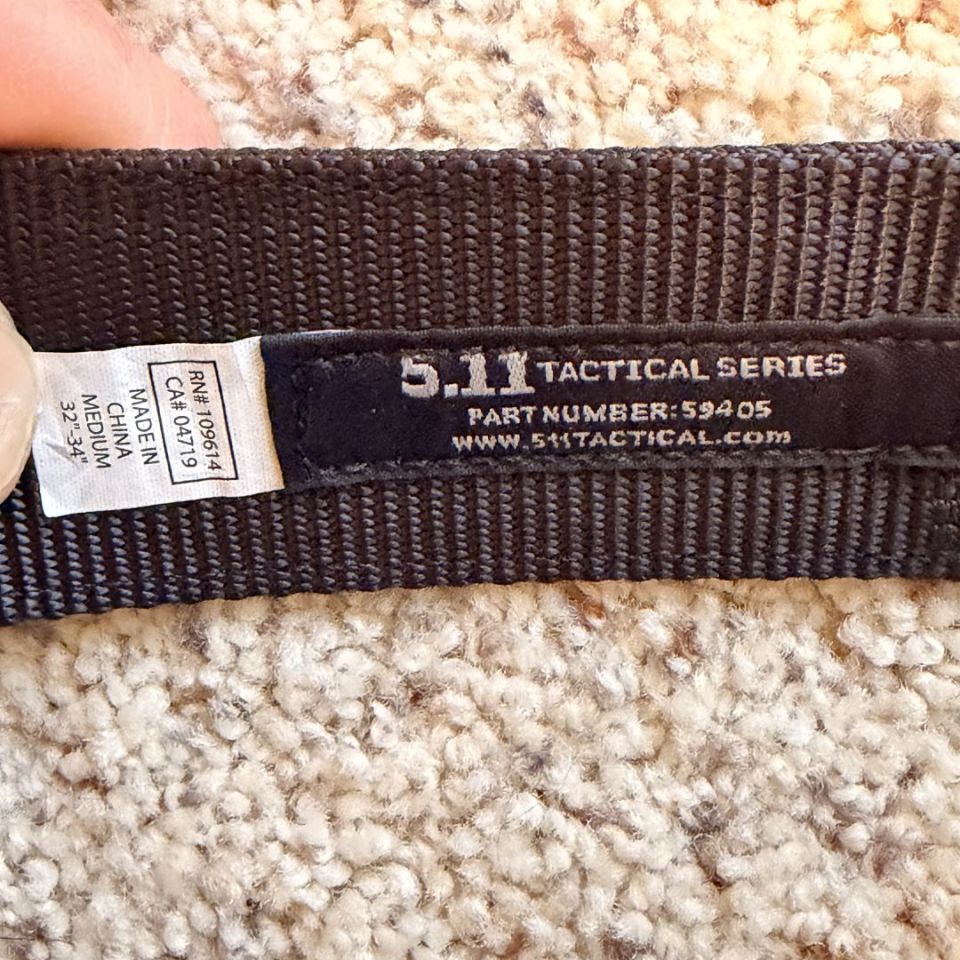 RN# 109614
CA# 04719
MADE IN
CHINA
MEDIUM
32"-34"
5.11 TACTICAL SERIES
PART NUMBER: 59405
WWW.511TACTICAL.com